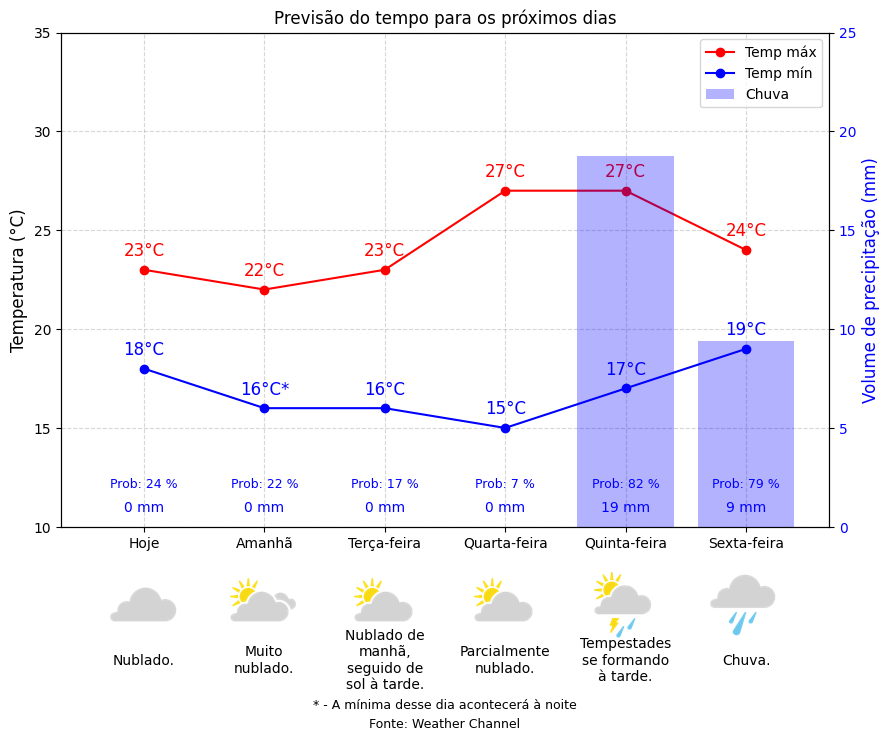 Previsão do tempo para os próximos dias
35
30
25
20
15
10
Temperatura (°C)
25
20
15
10
5
0
Volume de precipitação (mm)
Temp máx
Temp mín
Chuva
23°C
22°C
23°C
27°C
27°C
24°C
18°C
16°C*
16°C
15°C
17°C
19°C
Prob: 24 %
Prob: 22 %
Prob: 17 %
Prob: 7 %
Prob: 82 %
Prob: 79 %
0 mm
0 mm
0 mm
0 mm
19 mm
9 mm
Hoje
Amanhã
Terça-feira
Quarta-feira
Quinta-feira
Sexta-feira
Nublado.
Muito
nublado.
Nublado de
manhã,
seguido de
sol à tarde.
Parcialmente
nublado.
Tempestades
se formando
à tarde.
Chuva.
* - A mínima desse dia acontecerá à noite
Fonte: Weather Channel